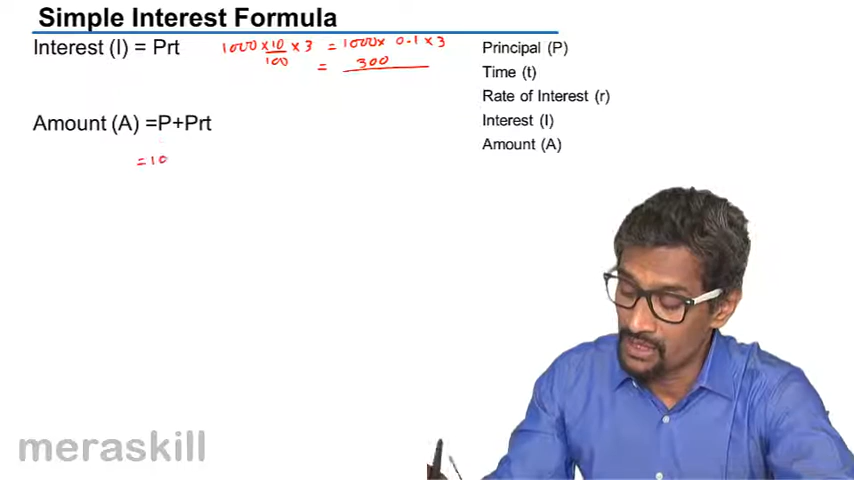 Simple Interest Formula
Interest (I) = Prt
1000 × 10/100 × 3 = 1000 × 0.1 × 3
= 300
Amount (A) =P+Prt
= 10
Principal (P)
Time (t)
Rate of Interest (r)
Interest (I)
Amount (A)
meraskill